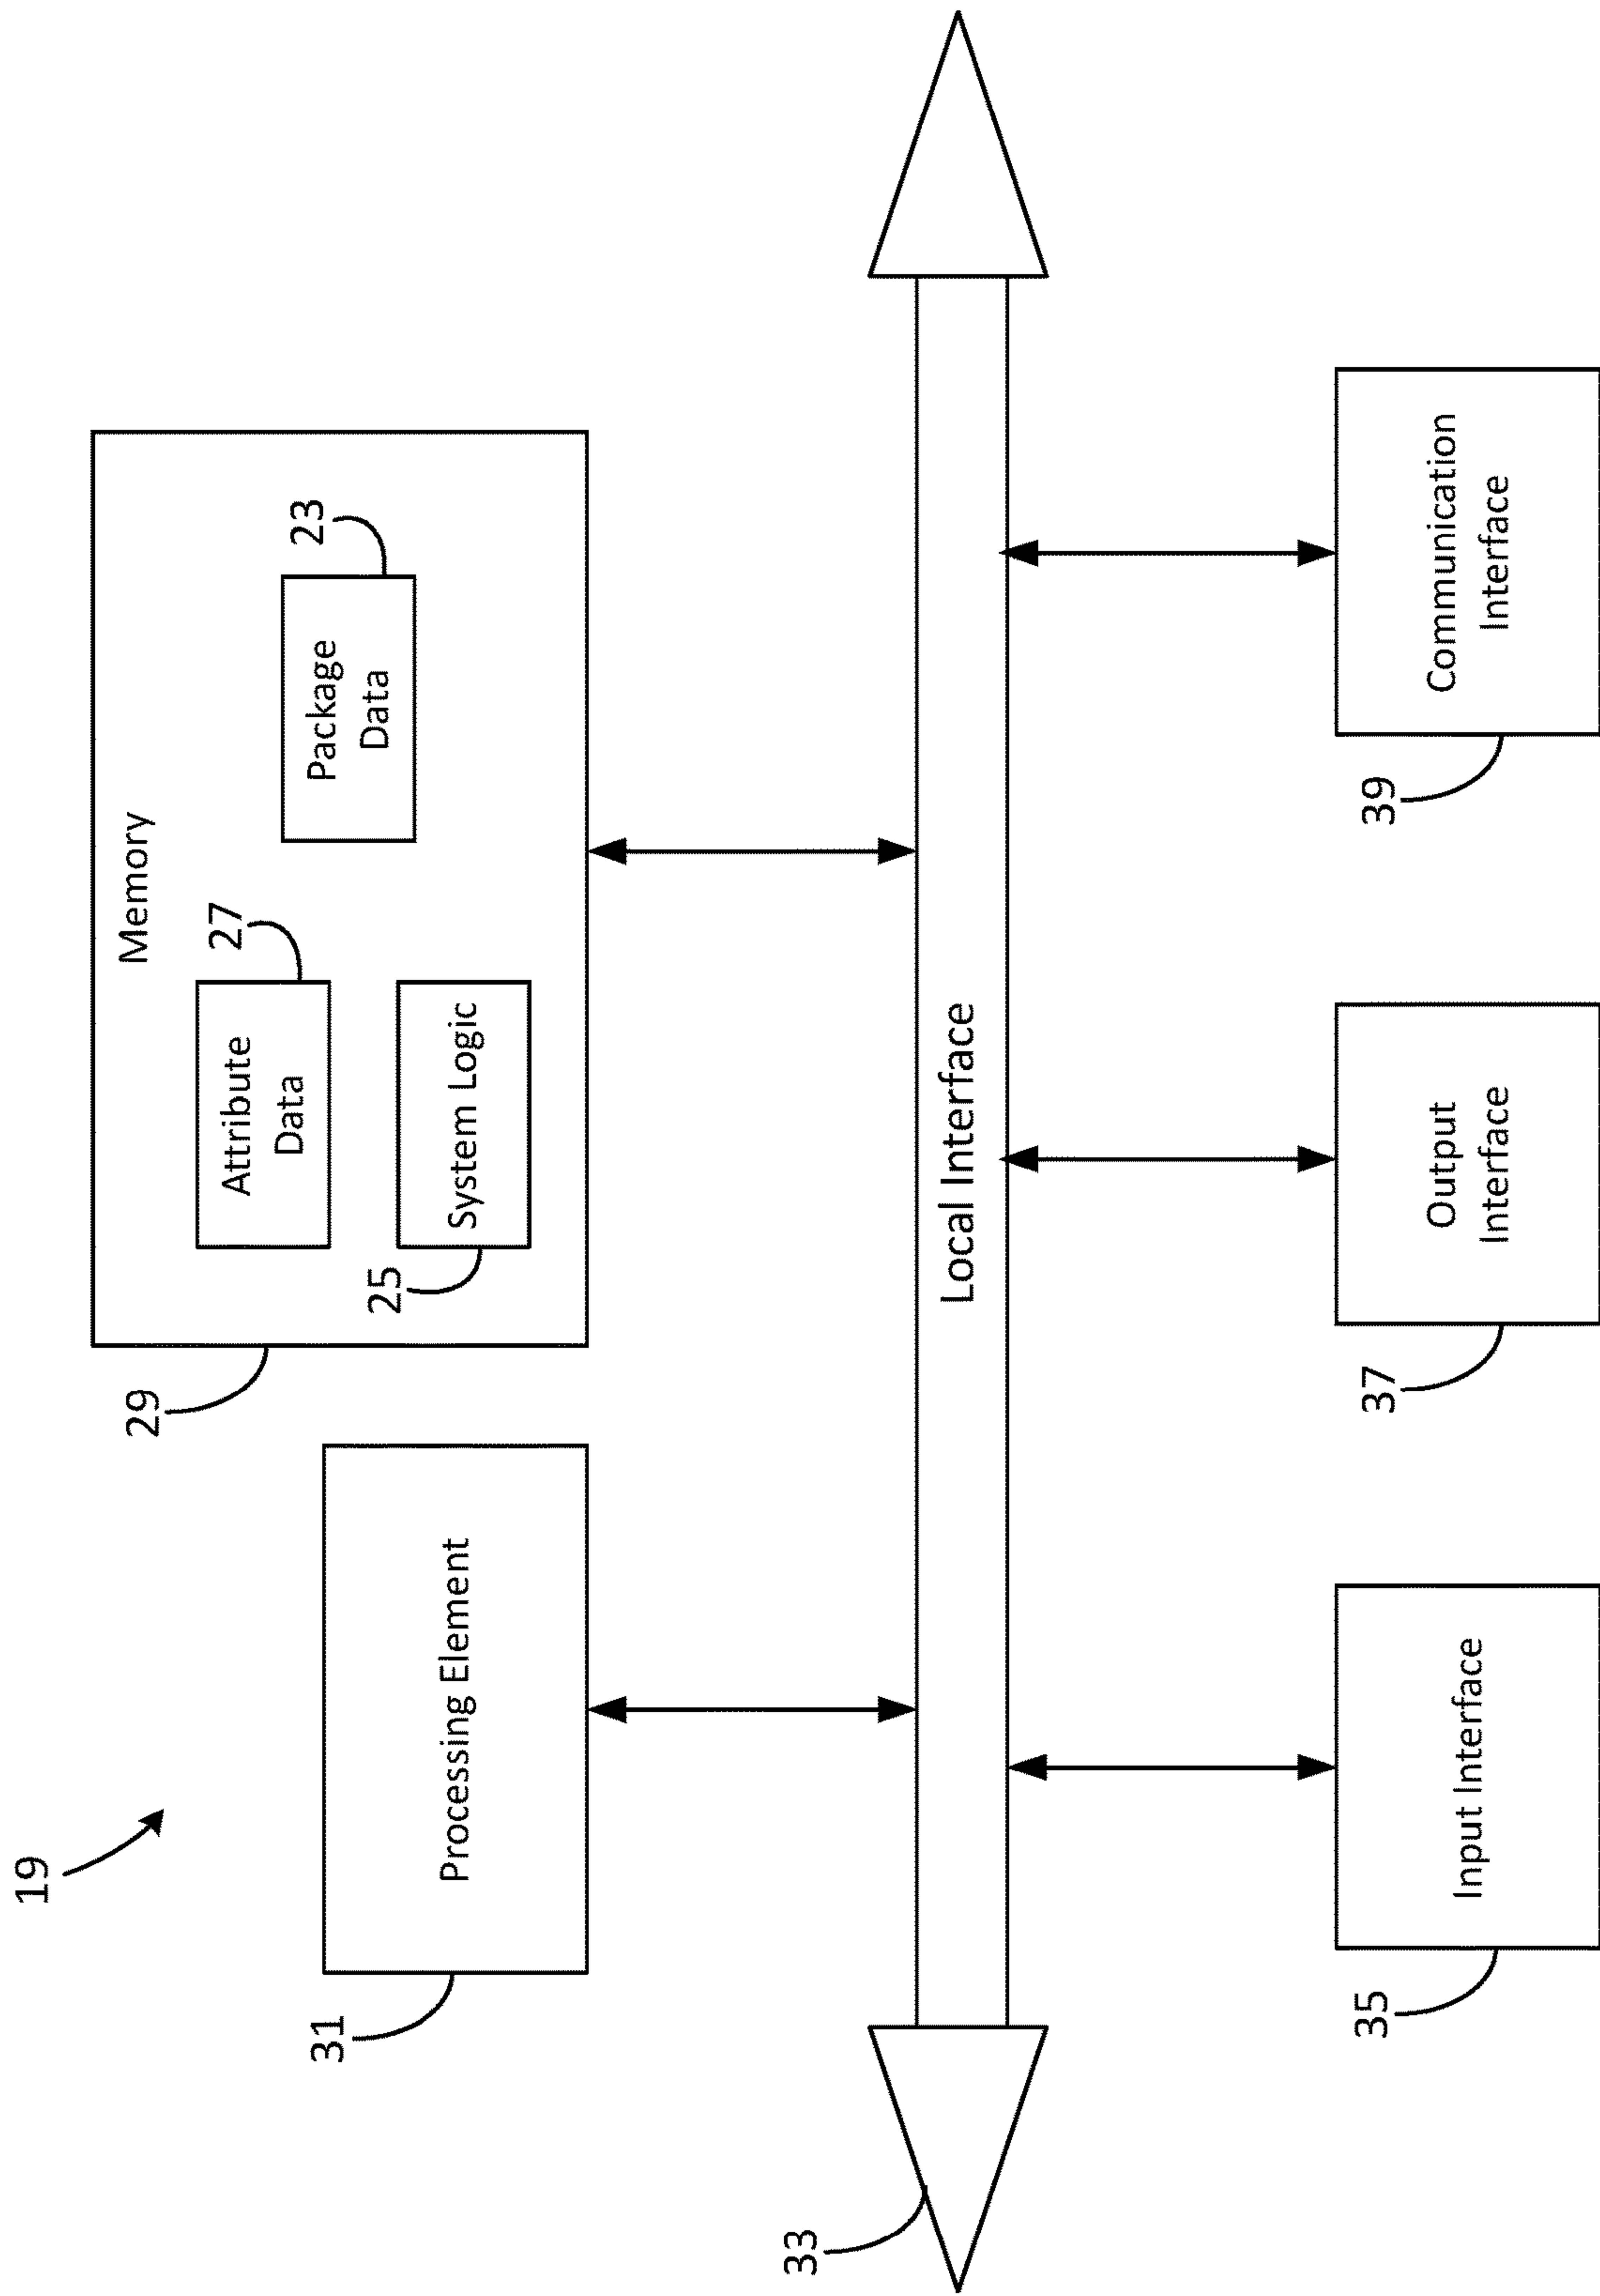 19
31
Processing Element
29
Memory
27
Attribute
Data
25
System Logic
23
Package
Data
33
Local Interface
35
Input Interface
37
Output
Interface
39
Communication
Interface